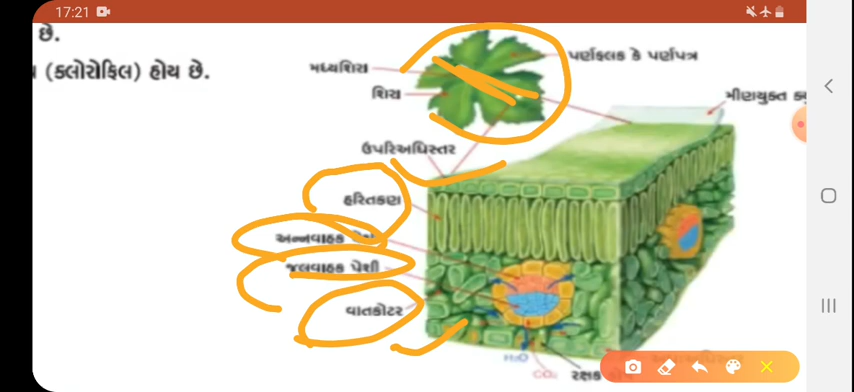 17:21
છે.
(ક્લોરોફિલ) હોય છે.
મધ્યશિરા
પર્ણફલક કે પર્ણપત્ર
શિરા
મીણયુક્ત
ઉપરિઅધિસ્તર
હરિતકણ
અન્નવાહક
જલવાહક પેશી
વાતકોટર
H₂O
CO₂
રક્ષક